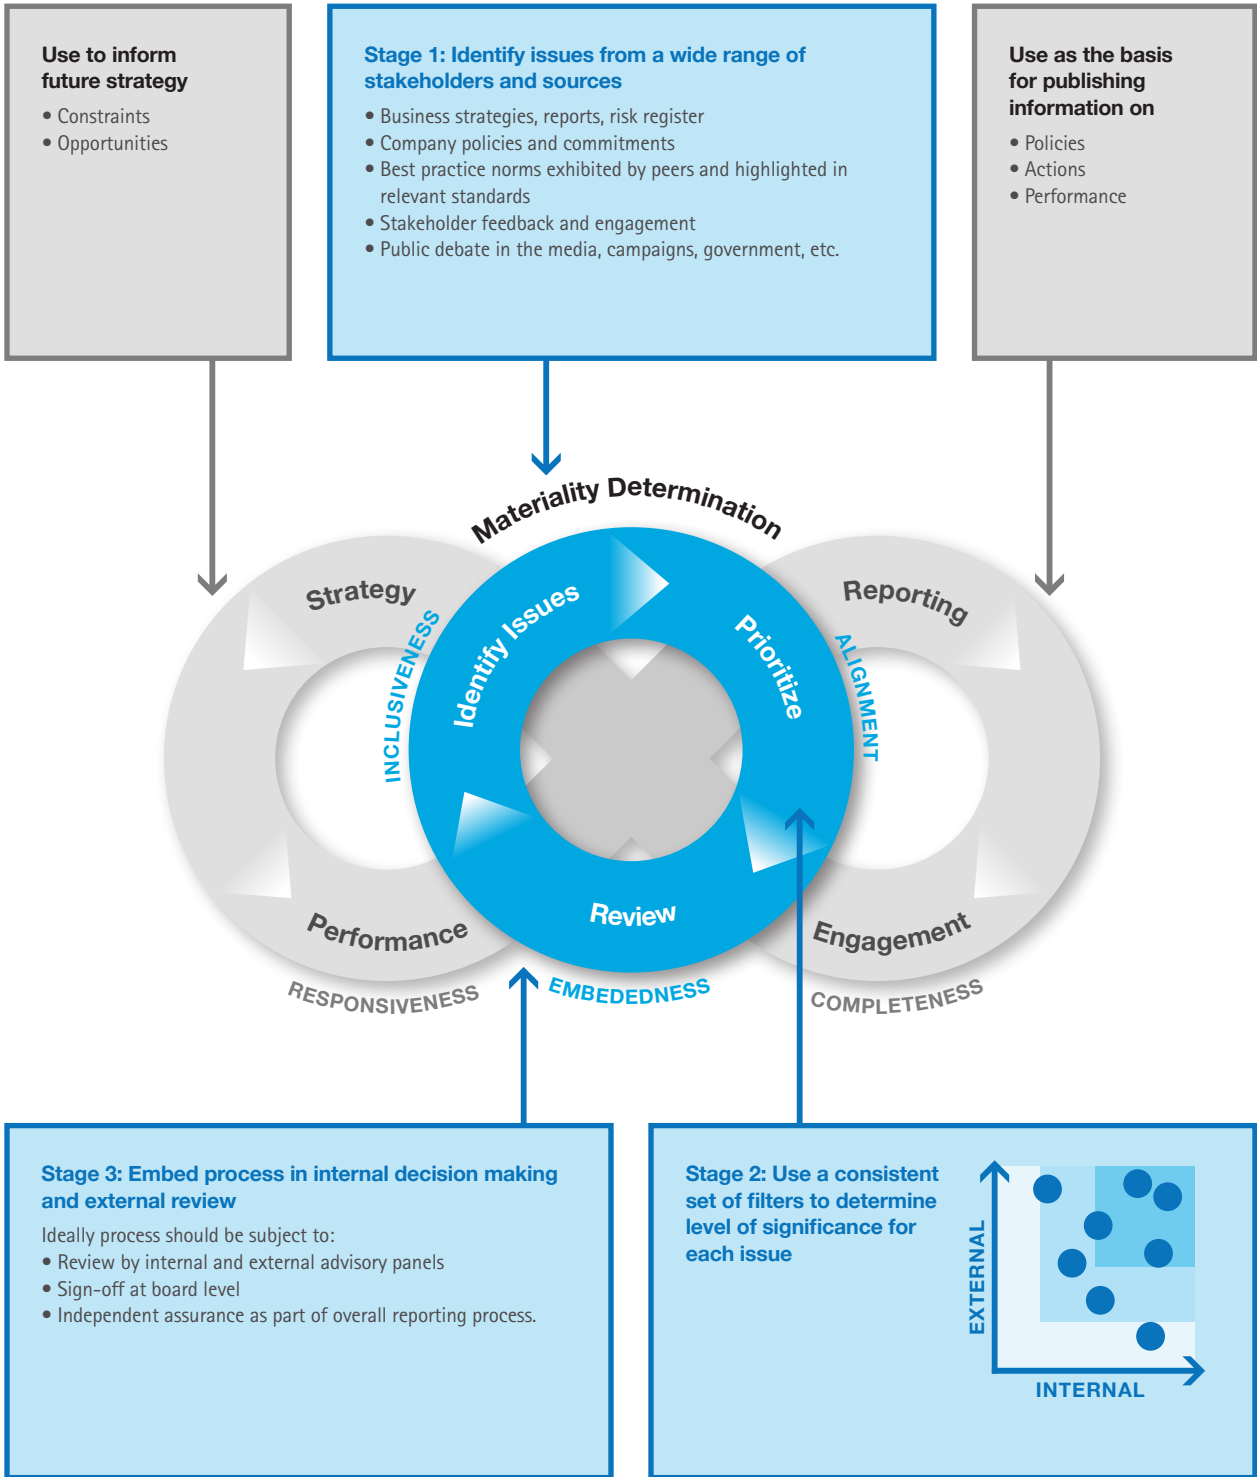 Use to inform
future strategy
• Constraints
• Opportunities
Stage 1: Identify issues from a wide range of
stakeholders and sources
• Business strategies, reports, risk register
• Company policies and commitments
• Best practice norms exhibited by peers and highlighted in
relevant standards
• Stakeholder feedback and engagement
• Public debate in the media, campaigns, government, etc.
Use as the basis
for publishing
information on
• Policies
• Actions
• Performance
Materiality Determination
Strategy
INCLUSIVENESS
Identify Issues
Prioritize
ALIGNMENT
Reporting
Performance
Review
Engagement
RESPONSIVENESS
EMBEDEDNESS
COMPLETENESS
Stage 3: Embed process in internal decision making
and external review
Ideally process should be subject to:
• Review by internal and external advisory panels
• Sign-off at board level
• Independent assurance as part of overall reporting process.
Stage 2: Use a consistent
set of filters to determine
level of significance for
each issue
EXTERNAL
INTERNAL